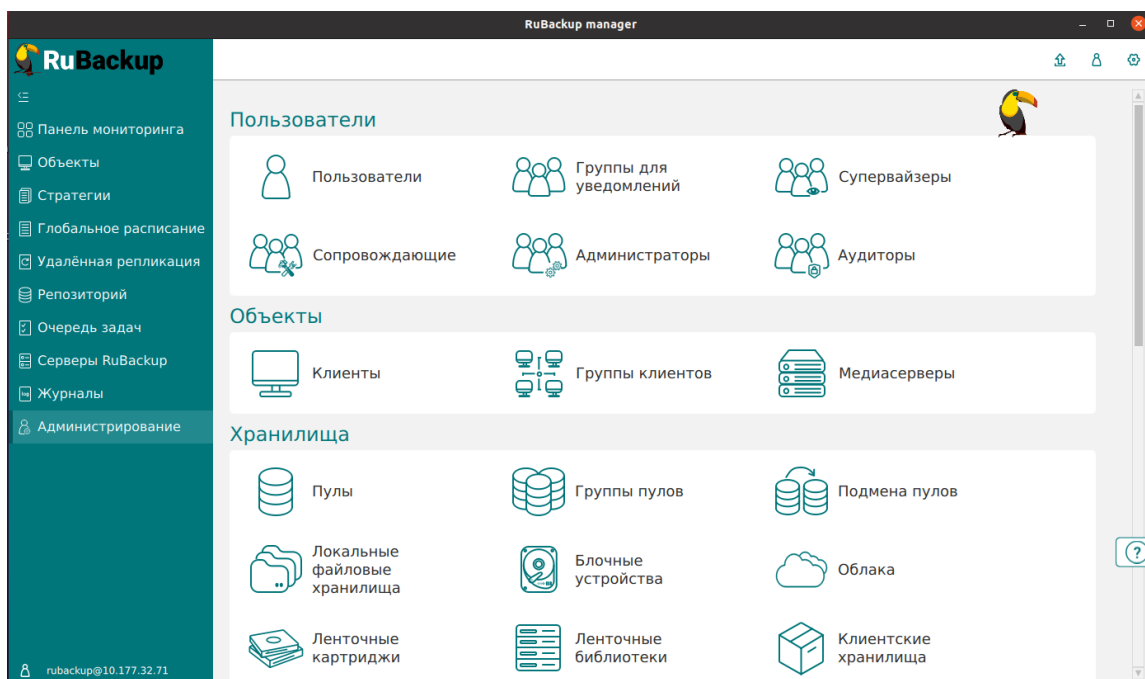 RuBackup manager
RuBackup
Панель мониторинга
Объекты
Стратегии
Глобальное расписание
Удалённая репликация
Репозиторий
Очередь задач
Серверы RuBackup
Журналы
Администрирование
rubackup@10.177.32.71
Пользователи
Пользователи
Группы для
уведомлений
Супервайзеры
Сопровождающие
Администраторы
Аудиторы
Объекты
Клиенты
Группы клиентов
Медиасерверы
Хранилища
Пулы
Группы пулов
Подмена пулов
Локальные
файловые
хранилища
Блочные
устройства
Облака
Ленточные
картриджи
Ленточные
библиотеки
Клиентские
хранилища
?